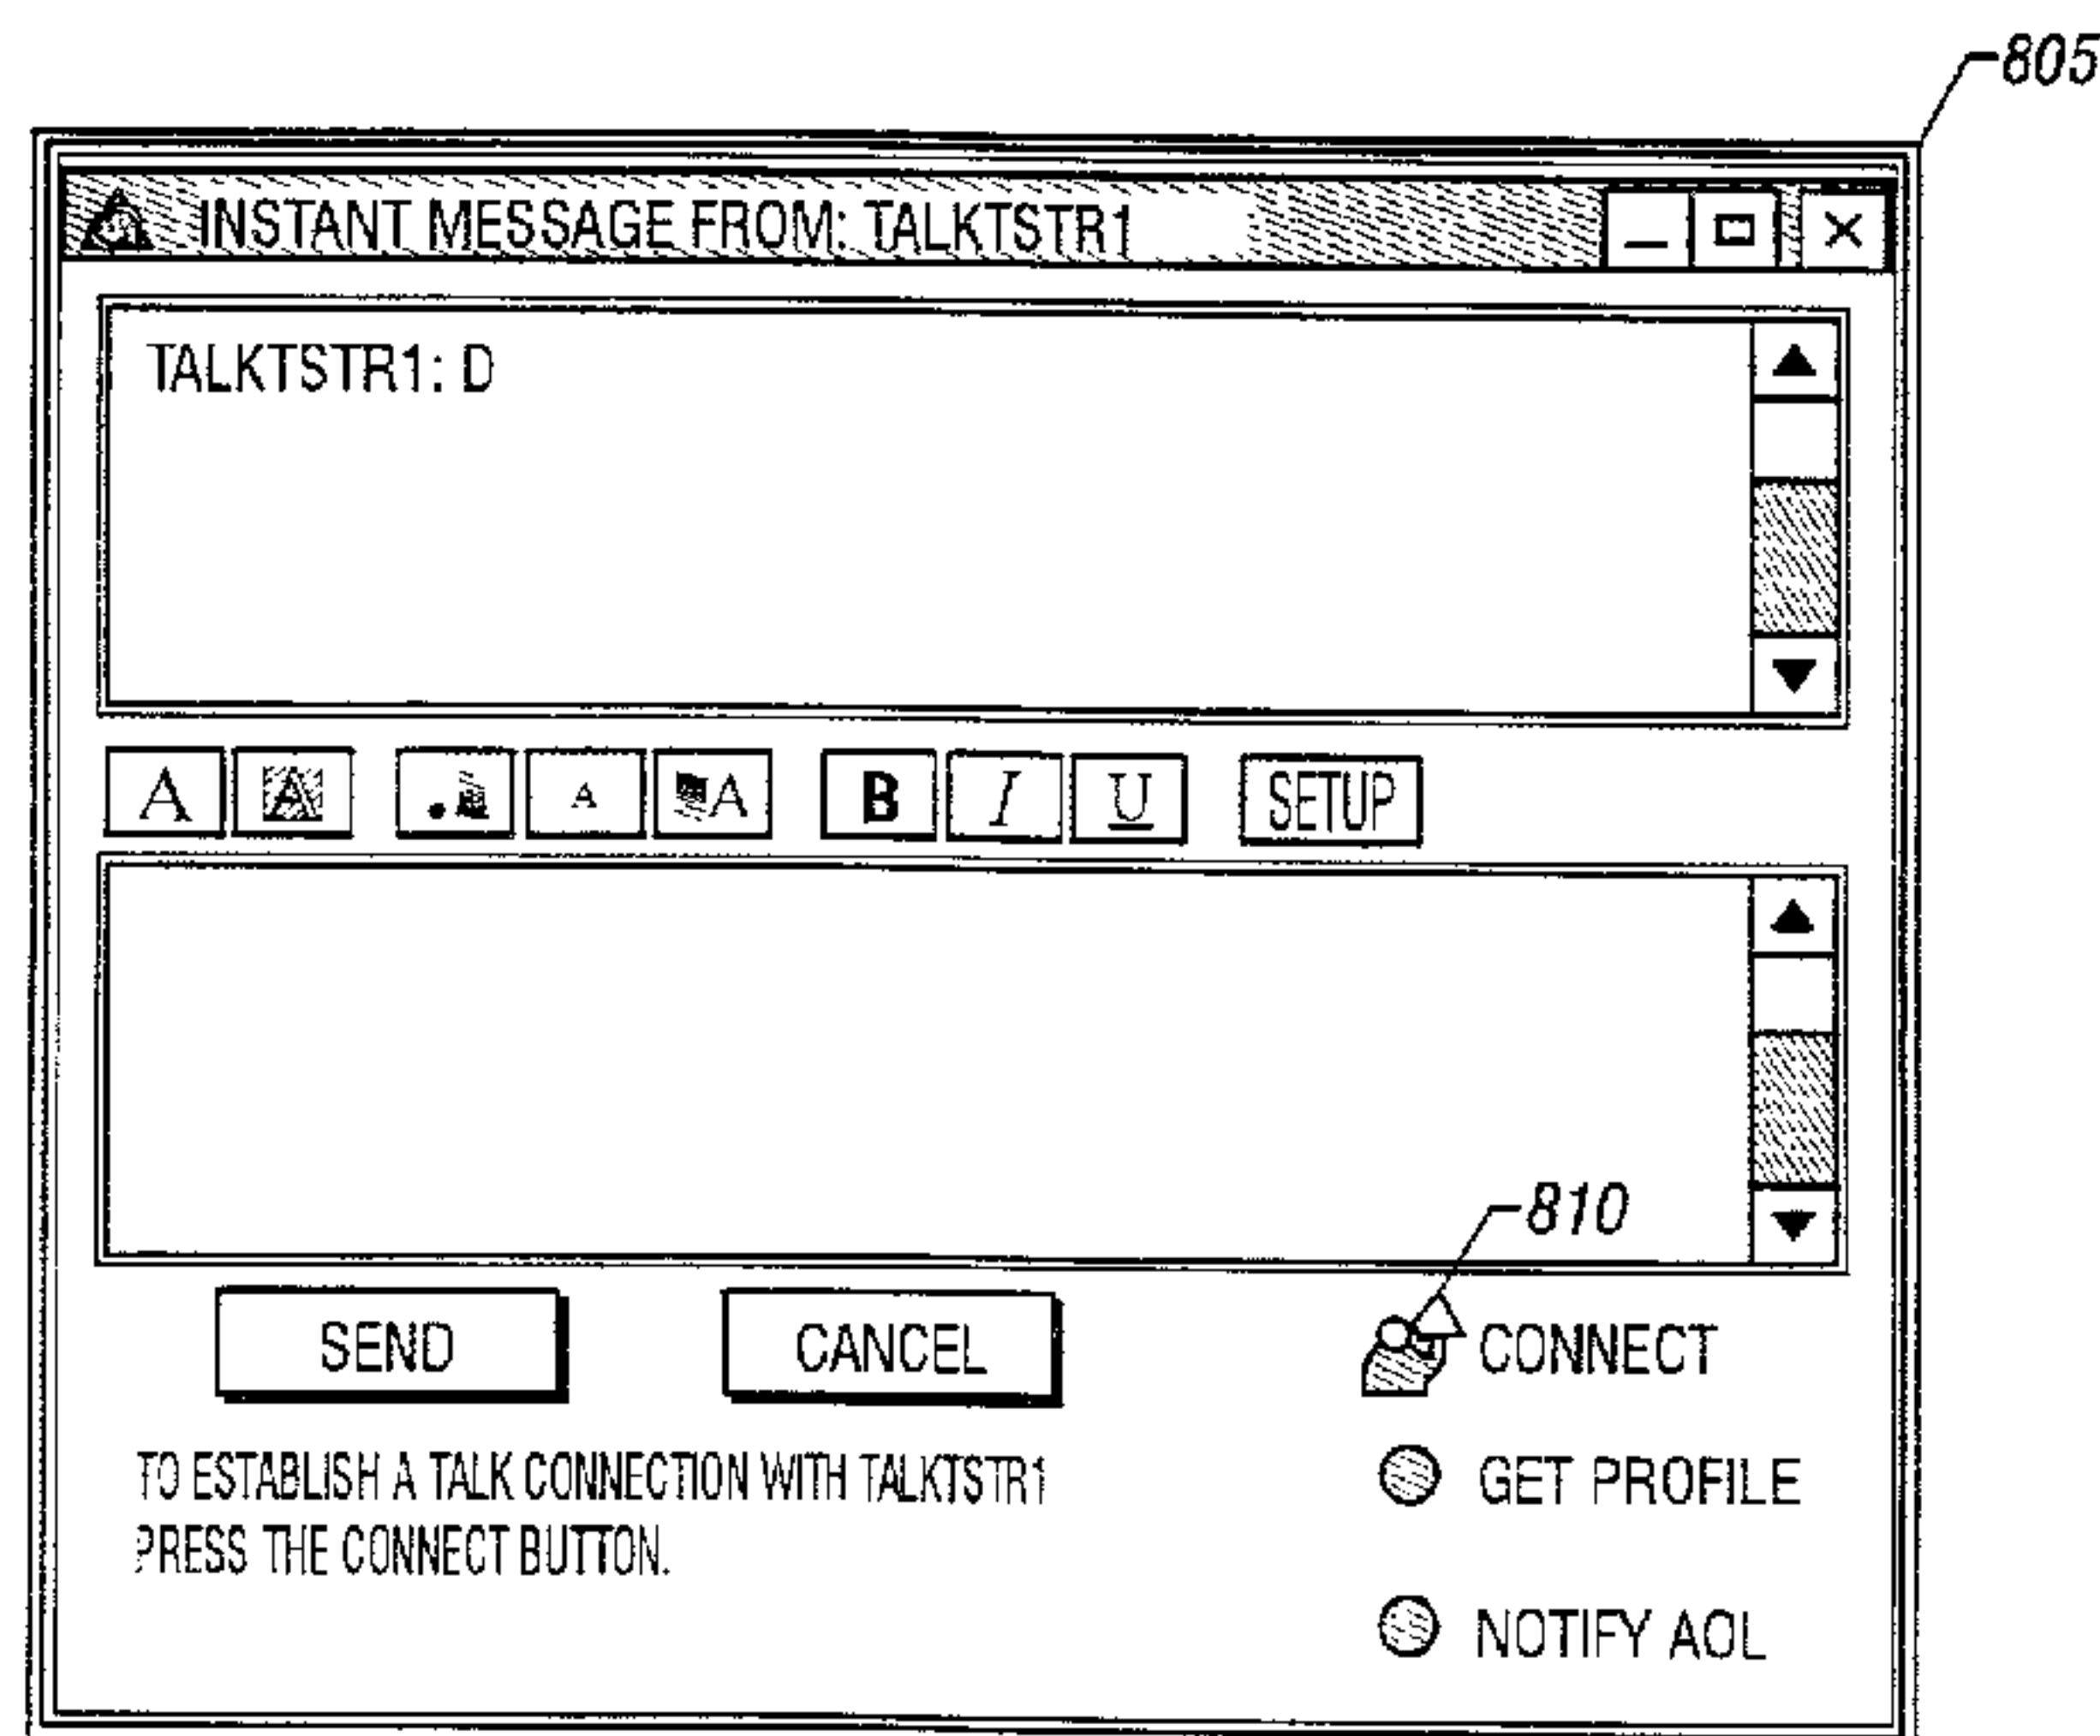 805
INSTANT MESSAGE FROM: TALKTSTR1
TALKTSTR1: D
A A .a A A B I U SETUP
810
SEND CANCEL CONNECT
TO ESTABLISH A TALK CONNECTION WITH TALKTSTR1
PRESS THE CONNECT BUTTON.
GET PROFILE
NOTIFY AOL